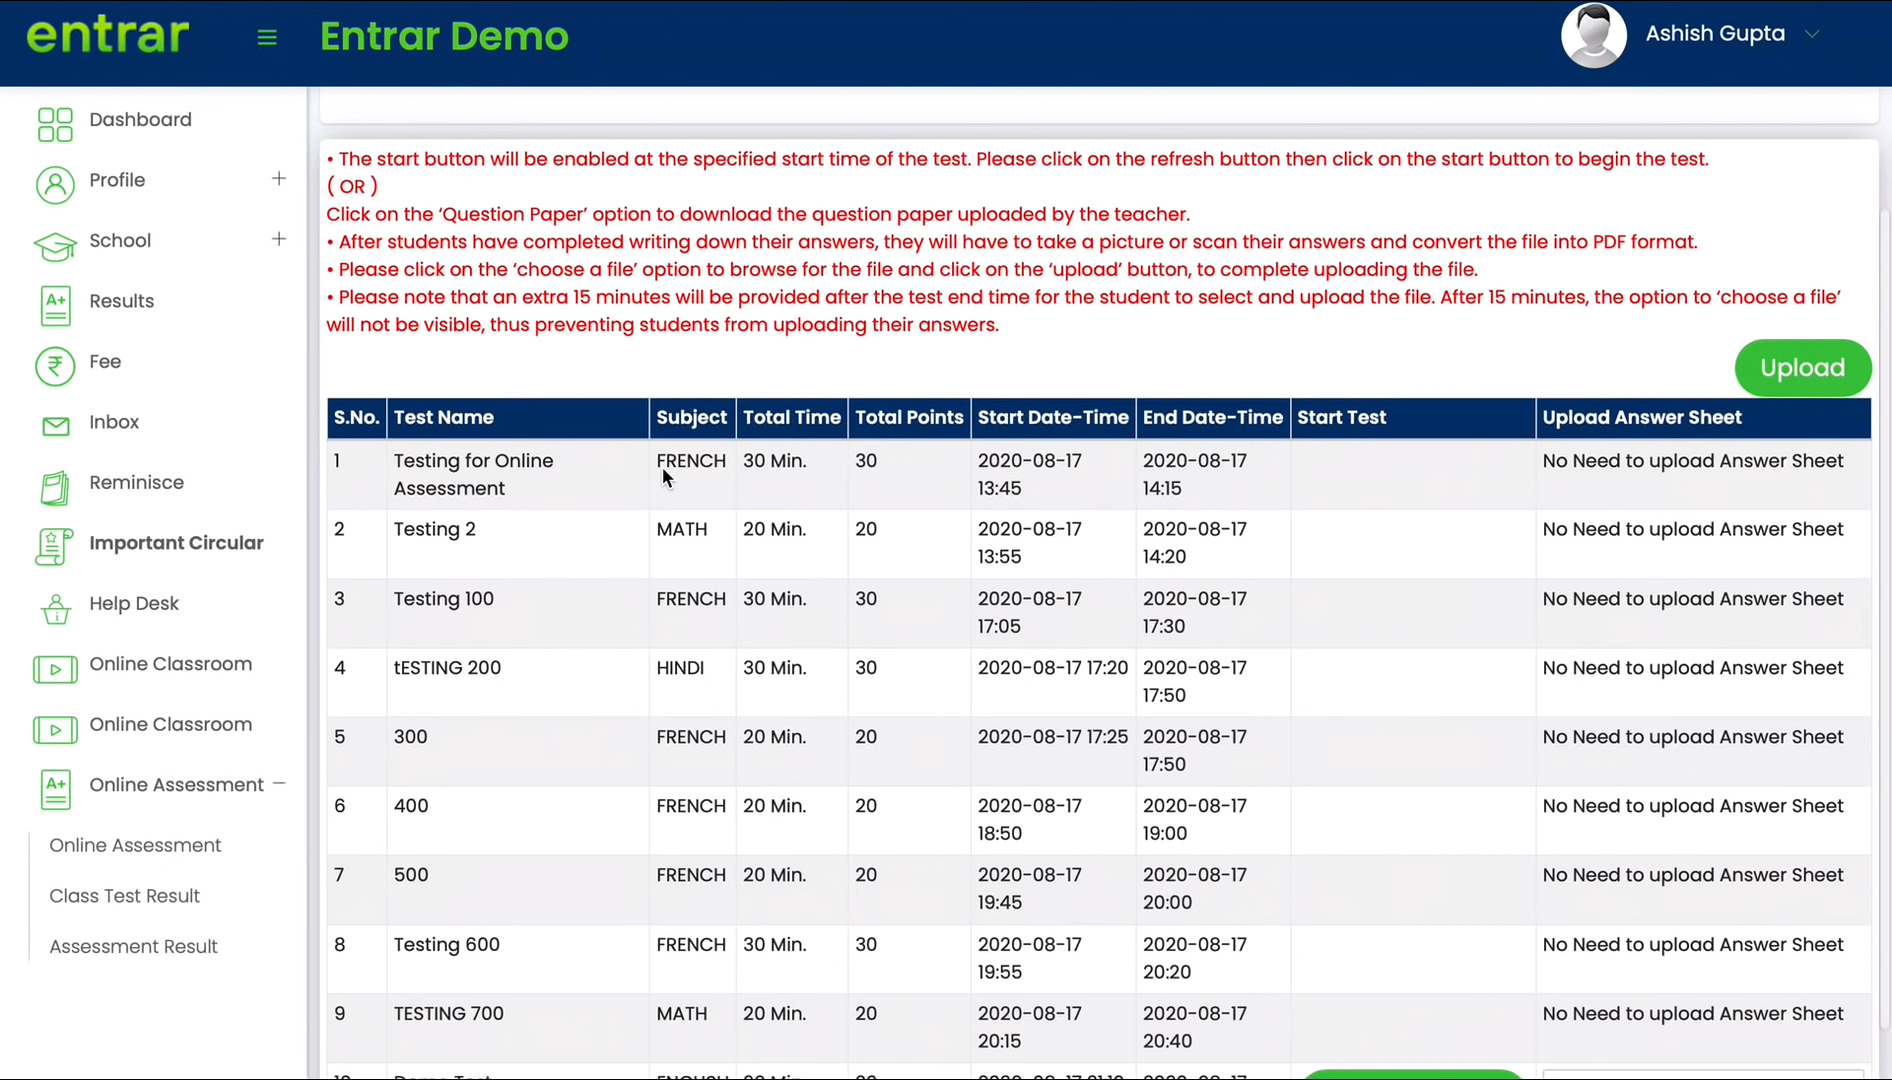 entrar
Entrar Demo
Ashish Gupta
Dashboard
Profile
School
Results
Fee
Inbox
Reminisce
Important Circular
Help Desk
Online Classroom
Online Classroom
Online Assessment
Online Assessment
Class Test Result
Assessment Result
• The start button will be enabled at the specified start time of the test. Please click on the refresh button then click on the start button to begin the test.
( OR )
Click on the ‘Question Paper’ option to download the question paper uploaded by the teacher.
• After students have completed writing down their answers, they will have to take a picture or scan their answers and convert the file into PDF format.
• Please click on the ‘choose a file’ option to browse for the file and click on the ‘upload’ button, to complete uploading the file.
• Please note that an extra 15 minutes will be provided after the test end time for the student to select and upload the file. After 15 minutes, the option to ‘choose a file’
will not be visible, thus preventing students from uploading their answers.
Upload
S.No. Test Name Subject Total Time Total Points Start Date-Time End Date-Time Start Test Upload Answer Sheet
1 Testing for Online FRENCH 30 Min. 30 2020-08-17 2020-08-17 No Need to upload Answer Sheet
Assessment 13:45 14:15
2 Testing 2 MATH 20 Min. 20 2020-08-17 2020-08-17 No Need to upload Answer Sheet
13:55 14:20
3 Testing 100 FRENCH 30 Min. 30 2020-08-17 2020-08-17 No Need to upload Answer Sheet
17:05 17:30
4 tESTING 200 HINDI 30 Min. 30 2020-08-17 17:20 2020-08-17 No Need to upload Answer Sheet
17:50
5 300 FRENCH 20 Min. 20 2020-08-17 17:25 2020-08-17 No Need to upload Answer Sheet
17:50
6 400 FRENCH 20 Min. 20 2020-08-17 2020-08-17 No Need to upload Answer Sheet
18:50 19:00
7 500 FRENCH 20 Min. 20 2020-08-17 2020-08-17 No Need to upload Answer Sheet
19:45 20:00
8 Testing 600 FRENCH 30 Min. 30 2020-08-17 2020-08-17 No Need to upload Answer Sheet
19:55 20:20
9 TESTING 700 MATH 20 Min. 20 2020-08-17 2020-08-17 No Need to upload Answer Sheet
20:15 20:40